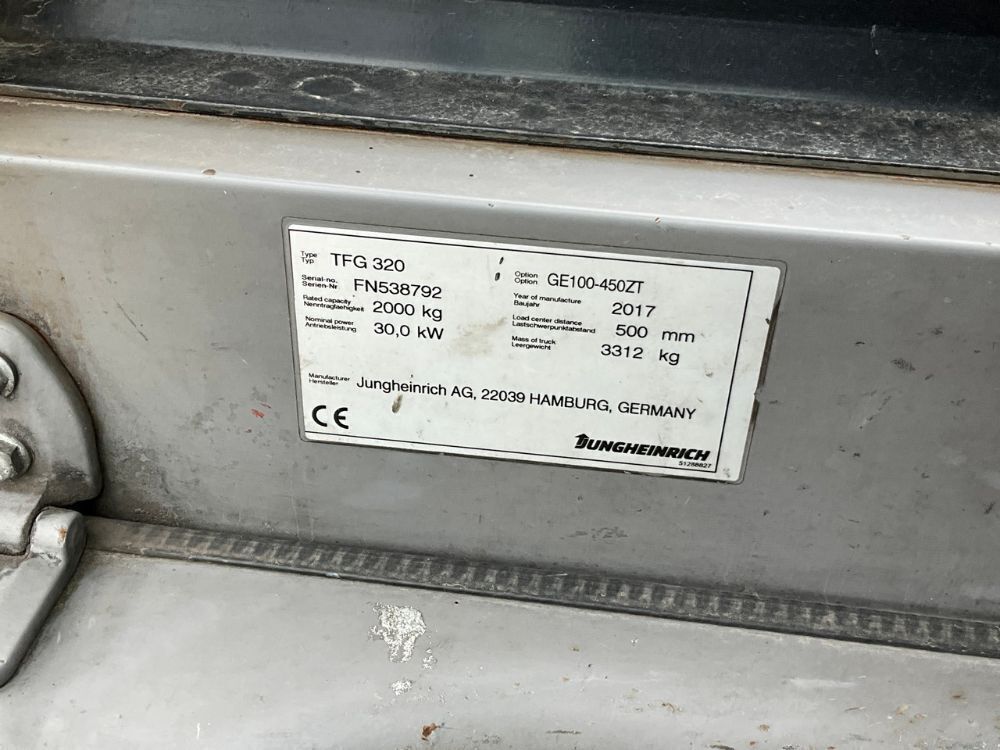 Type
Typ TFG 320
Option
Option GE100-450ZT
Serial-no.
Serien-Nr. FN538792
Year of manufacture
Baujahr 2017
Rated capacity
Nenntragfaehigkeit 2000 kg
Load center distance
Lastschwerpunktabstand 500 mm
Nominal power
Antriebsleistung 30,0 kW
Mass of truck
Leergewicht 3312 kg
Manufacturer
Hersteller Jungheinrich AG, 22039 HAMBURG, GERMANY
CE
JUNGHEINRICH
51288827